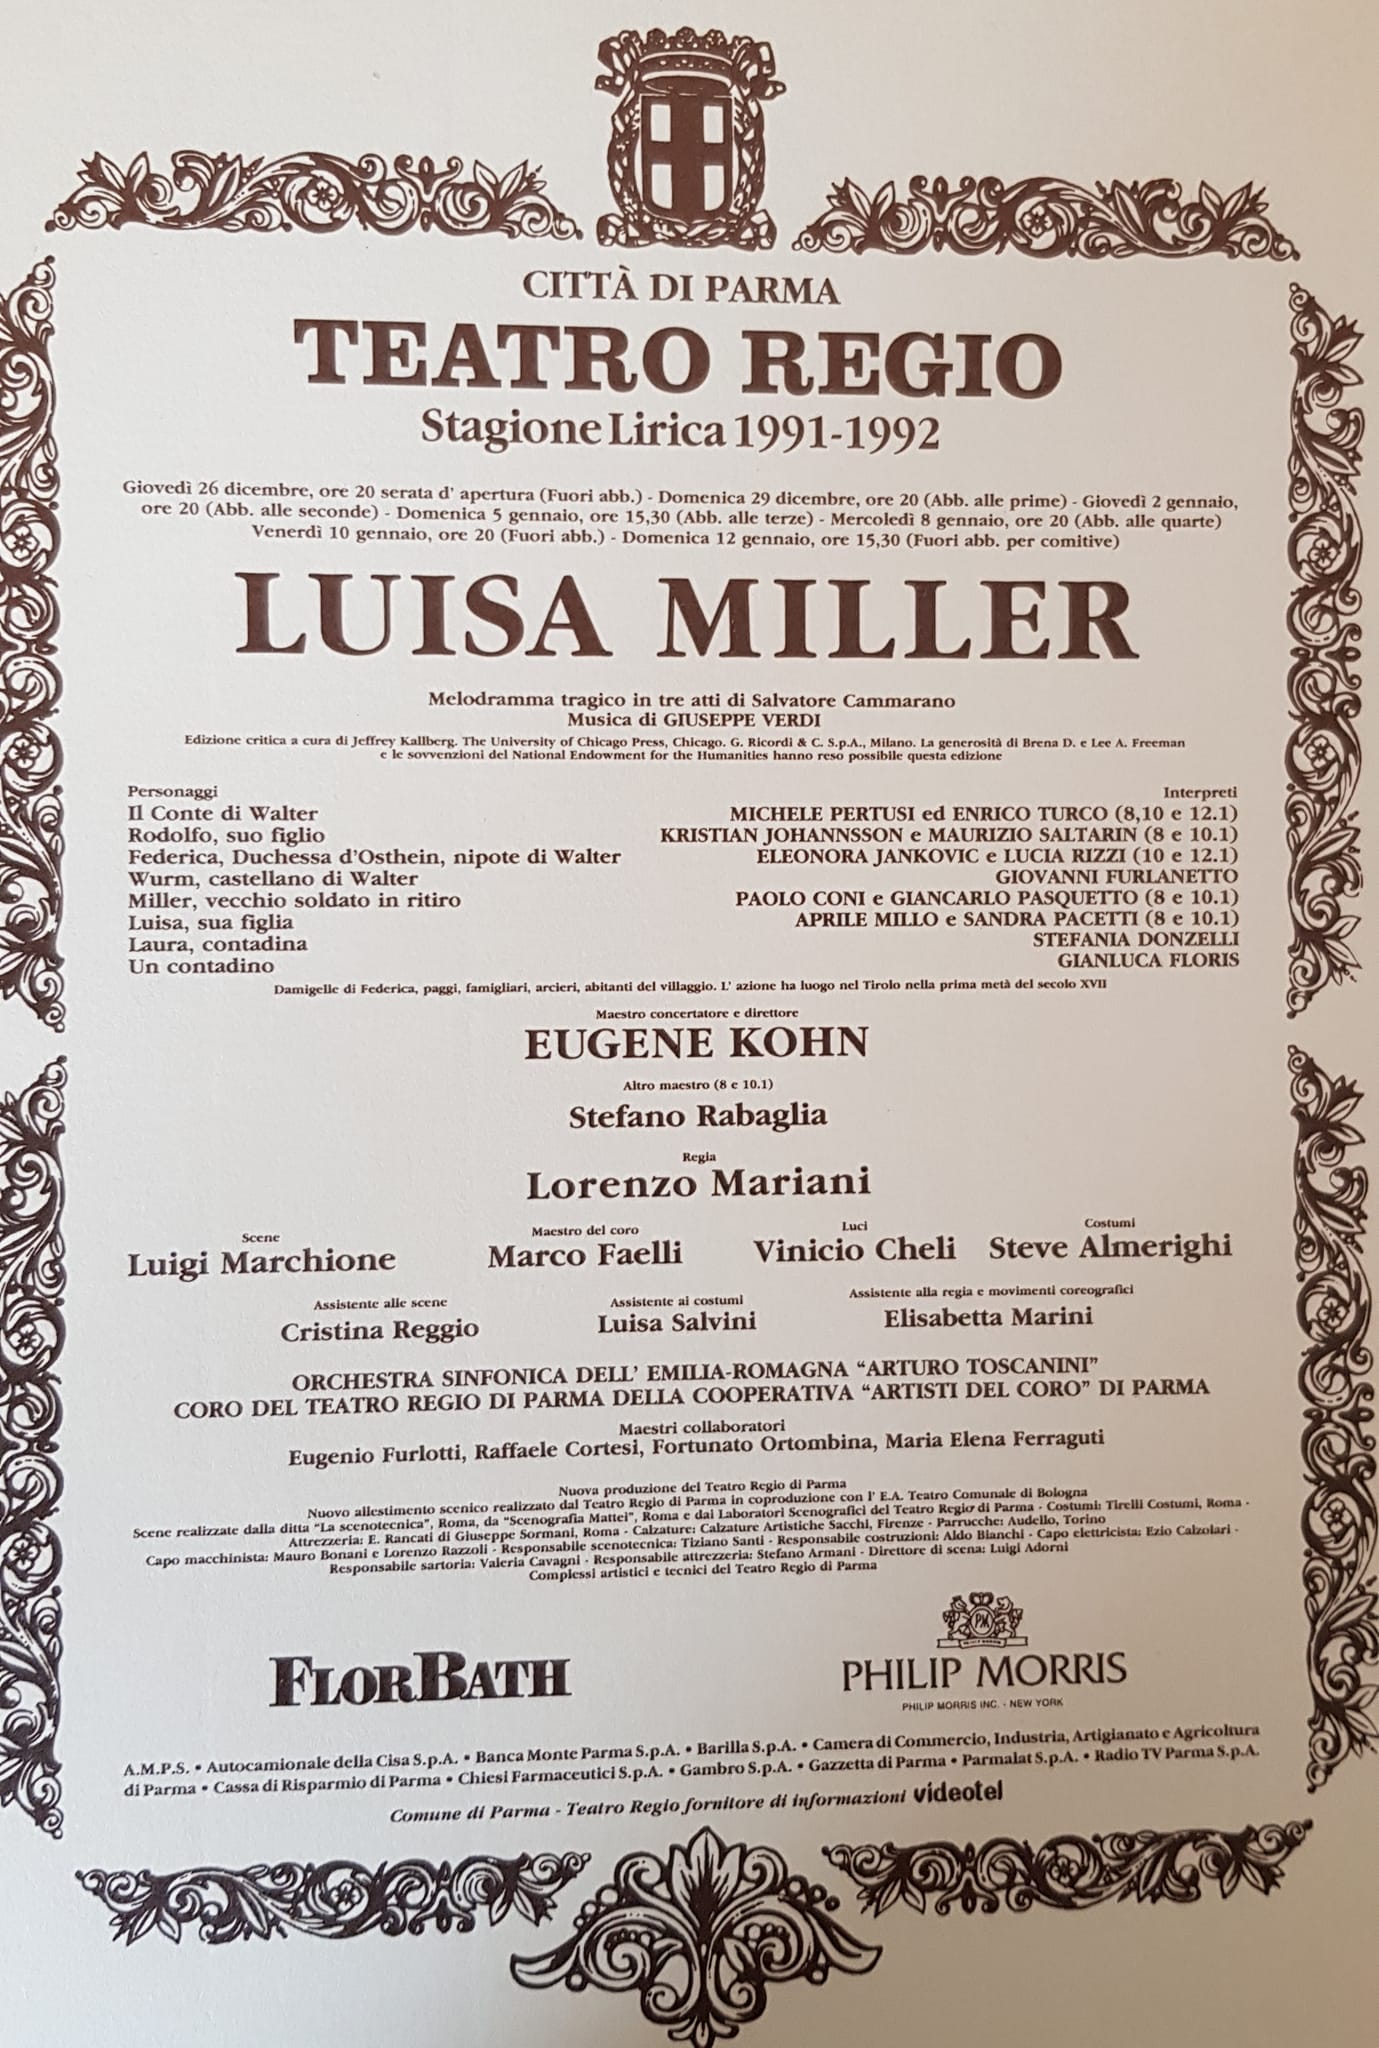 CITTÀ DI PARMA
TEATRO REGIO
Stagione Lirica 1991-1992
Giovedì 26 dicembre, ore 20 serata d' apertura (Fuori abb.) - Domenica 29 dicembre, ore 20 (Abb. alle prime) - Giovedì 2 gennaio,
ore 20 (Abb. alle seconde) - Domenica 5 gennaio, ore 15,30 (Abb. alle terze) - Mercoledì 8 gennaio, ore 20 (Abb. alle quarte)
Venerdì 10 gennaio, ore 20 (Fuori abb.) - Domenica 12 gennaio, ore 15,30 (Fuori abb. per comitive)
LUISA MILLER
Melodramma tragico in tre atti di Salvatore Cammarano
Musica di GIUSEPPE VERDI
Edizione critica a cura di Jeffrey Kallberg. The University of Chicago Press, Chicago. G. Ricordi & C. S.p.A., Milano. La generosità di Brena D. e Lee A. Freeman
e le sovvenzioni del National Endowment for the Humanities hanno reso possibile questa edizione
Personaggi Interpreti
Il Conte di Walter MICHELE PERTUSI ed ENRICO TURCO (8,10 e 12.1)
Rodolfo, suo figlio KRISTIAN JOHANNSSON e MAURIZIO SALTARIN (8 e 10.1)
Federica, Duchessa d'Osthein, nipote di Walter ELEONORA JANKOVIC e LUCIA RIZZI (10 e 12.1)
Wurm, castellano di Walter GIOVANNI FURLANETTO
Miller, vecchio soldato in ritiro PAOLO CONI e GIANCARLO PASQUETTO (8 e 10.1)
Luisa, sua figlia APRILE MILLO e SANDRA PACETTI (8 e 10.1)
Laura, contadina STEFANIA DONZELLI
Un contadino GIANLUCA FLORIS
Damigelle di Federica, paggi, famigliari, arcieri, abitanti del villaggio. L' azione ha luogo nel Tirolo nella prima metà del secolo XVII
Maestro concertatore e direttore
EUGENE KOHN
Altro maestro (8 e 10.1)
Stefano Rabaglia
Regia
Lorenzo Mariani
Scene Maestro del coro Luci Costumi
Luigi Marchione Marco Faelli Vinicio Cheli Steve Almerighi
Assistente alle scene Assistente ai costumi Assistente alla regia e movimenti coreografici
Cristina Reggio Luisa Salvini Elisabetta Marini
ORCHESTRA SINFONICA DELL' EMILIA-ROMAGNA “ARTURO TOSCANINI”
CORO DEL TEATRO REGIO DI PARMA DELLA COOPERATIVA “ARTISTI DEL CORO” DI PARMA
Maestri collaboratori
Eugenio Furlotti, Raffaele Cortesi, Fortunato Ortombina, Maria Elena Ferraguti
Nuova produzione del Teatro Regio di Parma
Nuovo allestimento scenico realizzato dal Teatro Regio di Parma in coproduzione con l' E.A. Teatro Comunale di Bologna
Scene realizzate dalla ditta “La scenotecnica”, Roma, da “Scenografia Mattei”, Roma e dai Laboratori Scenografici del Teatro Regio di Parma - Costumi: Tirelli Costumi, Roma -
Attrezzeria: E. Rancati di Giuseppe Sormani, Roma - Calzature: Calzature Artistiche Sacchi, Firenze - Parrucche: Audello, Torino
Capo macchinista: Mauro Bonani e Lorenzo Razzoli - Responsabile scenotecnica: Tiziano Santi - Responsabile costruzioni: Aldo Bianchi - Capo elettricista: Ezio Calzolari -
Responsabile sartoria: Valeria Cavagni - Responsabile attrezzeria: Stefano Armani - Direttore di scena: Luigi Adorni
Complessi artistici e tecnici del Teatro Regio di Parma
PM
FLORBATH PHILIP MORRIS
PHILIP MORRIS INC. - NEW YORK
A.M.P.S. • Autocamionale della Cisa S.p.A. • Banca Monte Parma S.p.A. • Barilla S.p.A. • Camera di Commercio, Industria, Artigianato e Agricoltura
di Parma • Cassa di Risparmio di Parma • Chiesi Farmaceutici S.p.A. • Gambro S.p.A. • Gazzetta di Parma • Parmalat S.p.A. • Radio TV Parma S.p.A.
Comune di Parma - Teatro Regio fornitore di informazioni videotel